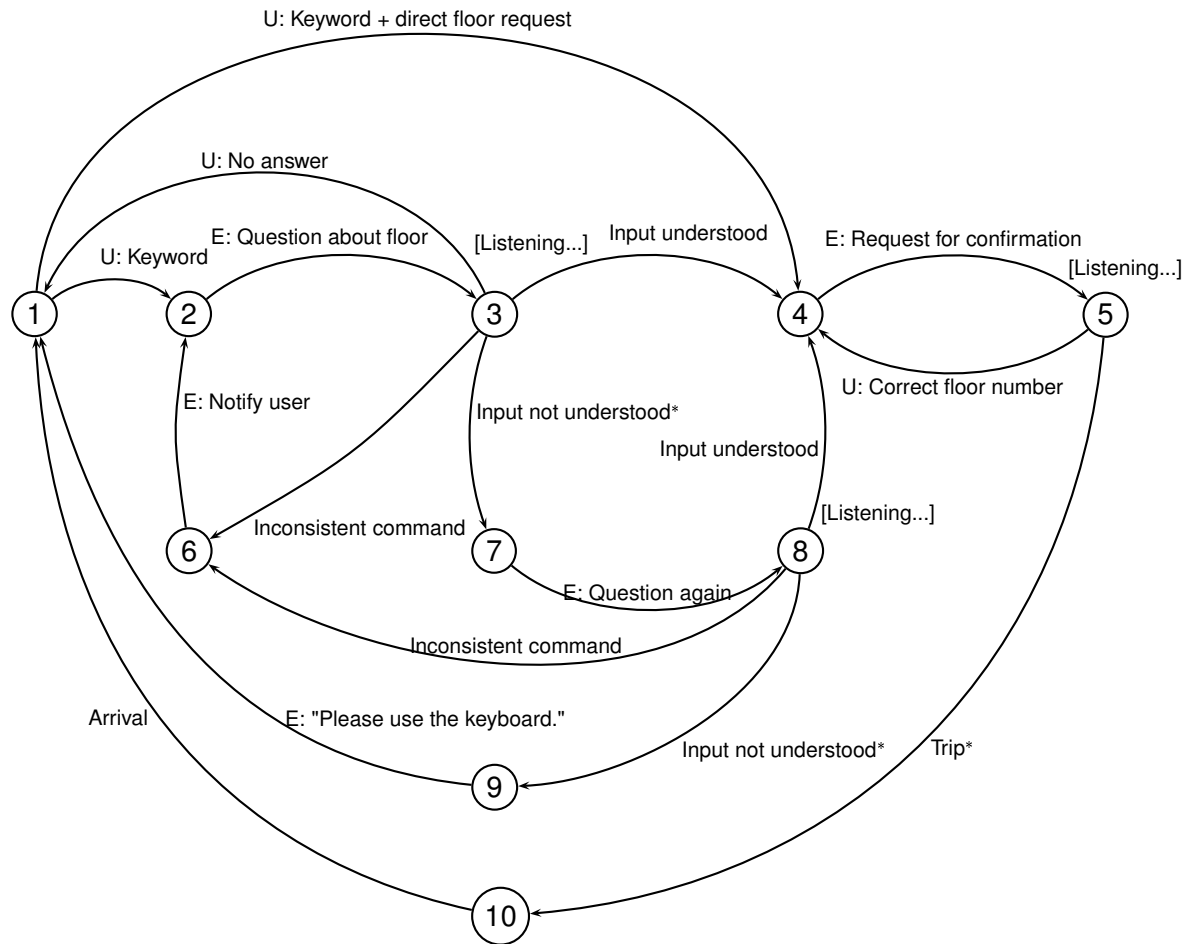 U: Keyword + direct floor request
U: No answer
E: Question about floor
[Listening...]
Input understood
E: Request for confirmation
U: Keyword
[Listening...]
1
2
3
4
5
U: Correct floor number
E: Notify user
Input not understood*
Input understood
[Listening...]
Inconsistent command
6
7
8
E: Question again
Inconsistent command
Arrival
E: "Please use the keyboard."
Input not understood*
Trip*
9
10